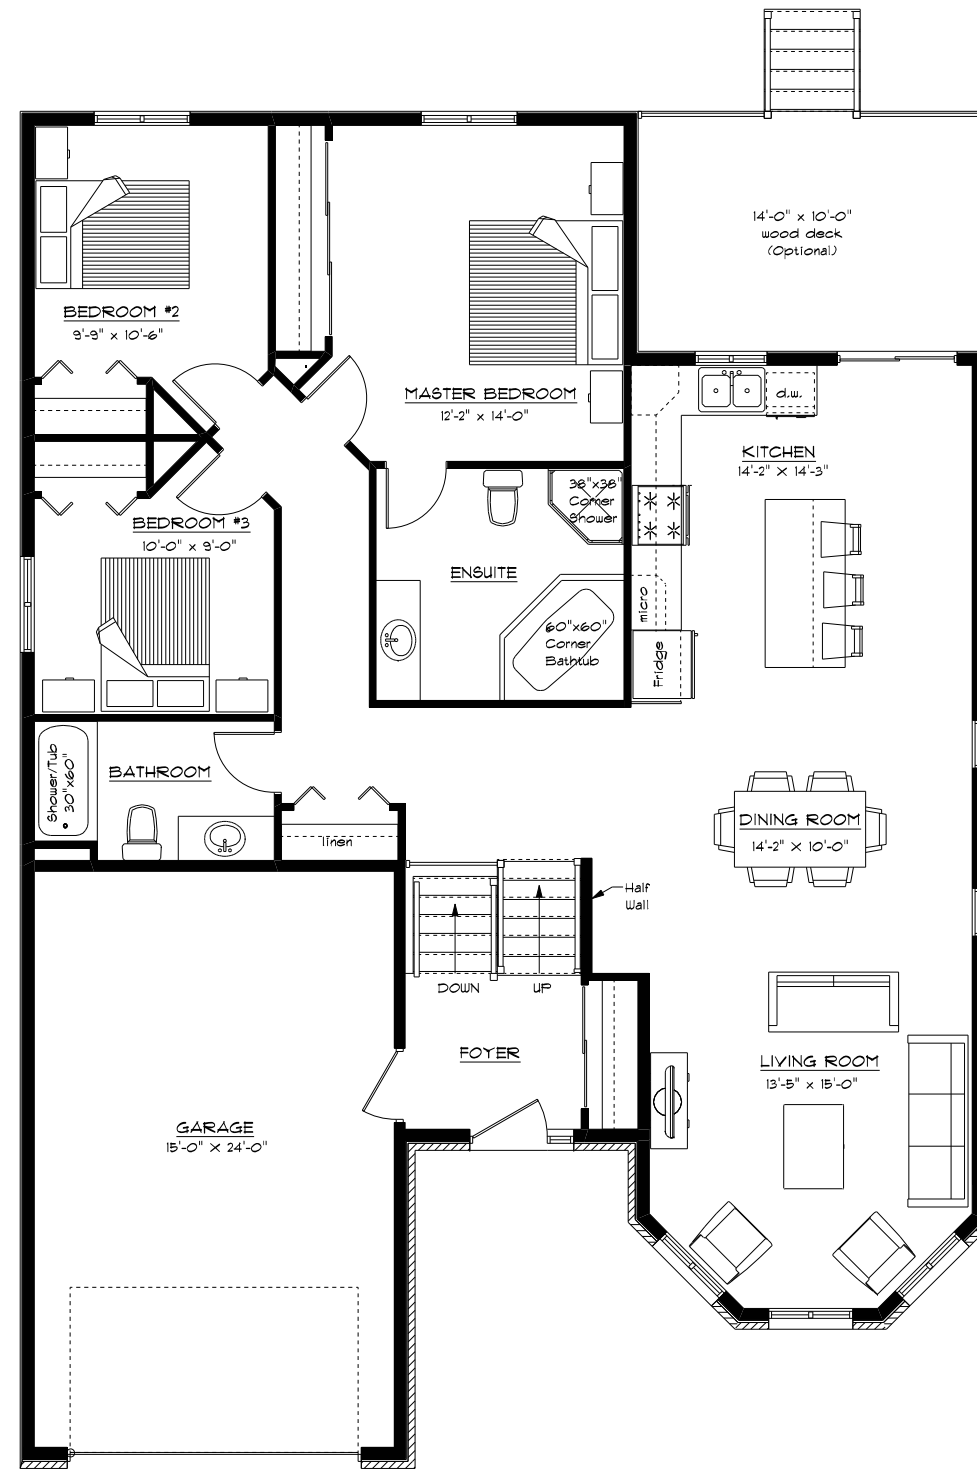 14'-0" x 10'-0"
wood deck
(Optional)
BEDROOM #2
9'-9" x 10'-6"
MASTER BEDROOM
12'-2" x 14'-0"
d.w.
KITCHEN
14'-2" x 14'-3"
38"x38"
Corner
Shower
BEDROOM #3
10'-0" x 9'-0"
ENSUITE
micro
60"x60"
Corner
Bathtub
Fridge
Shower/Tub
30"x60"
BATHROOM
linen
DINING ROOM
14'-2" X 10'-0"
Half
Wall
DOWN
UP
FOYER
LIVING ROOM
13'-5" x 15'-0"
GARAGE
15'-0" X 24'-0"